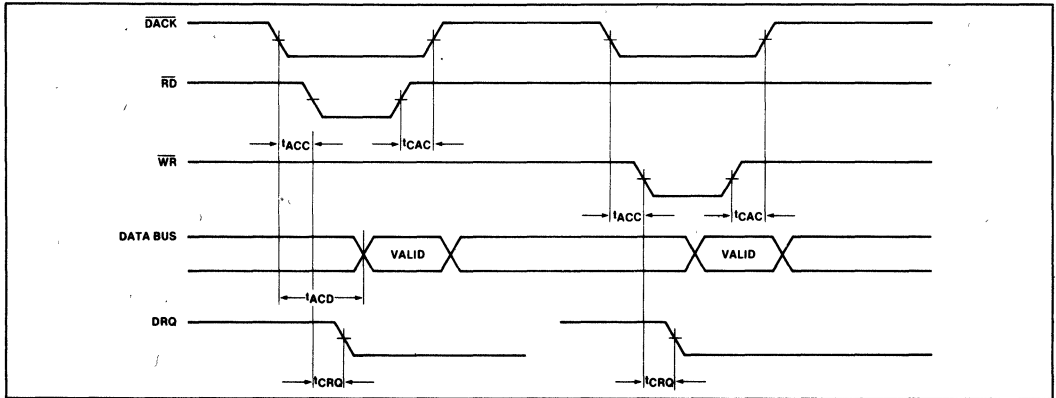 DACK
RD
tACC
tCAC
WR
tACC
tCAC
DATA BUS
VALID
VALID
tACD
DRQ
tCRQ
tCRQ